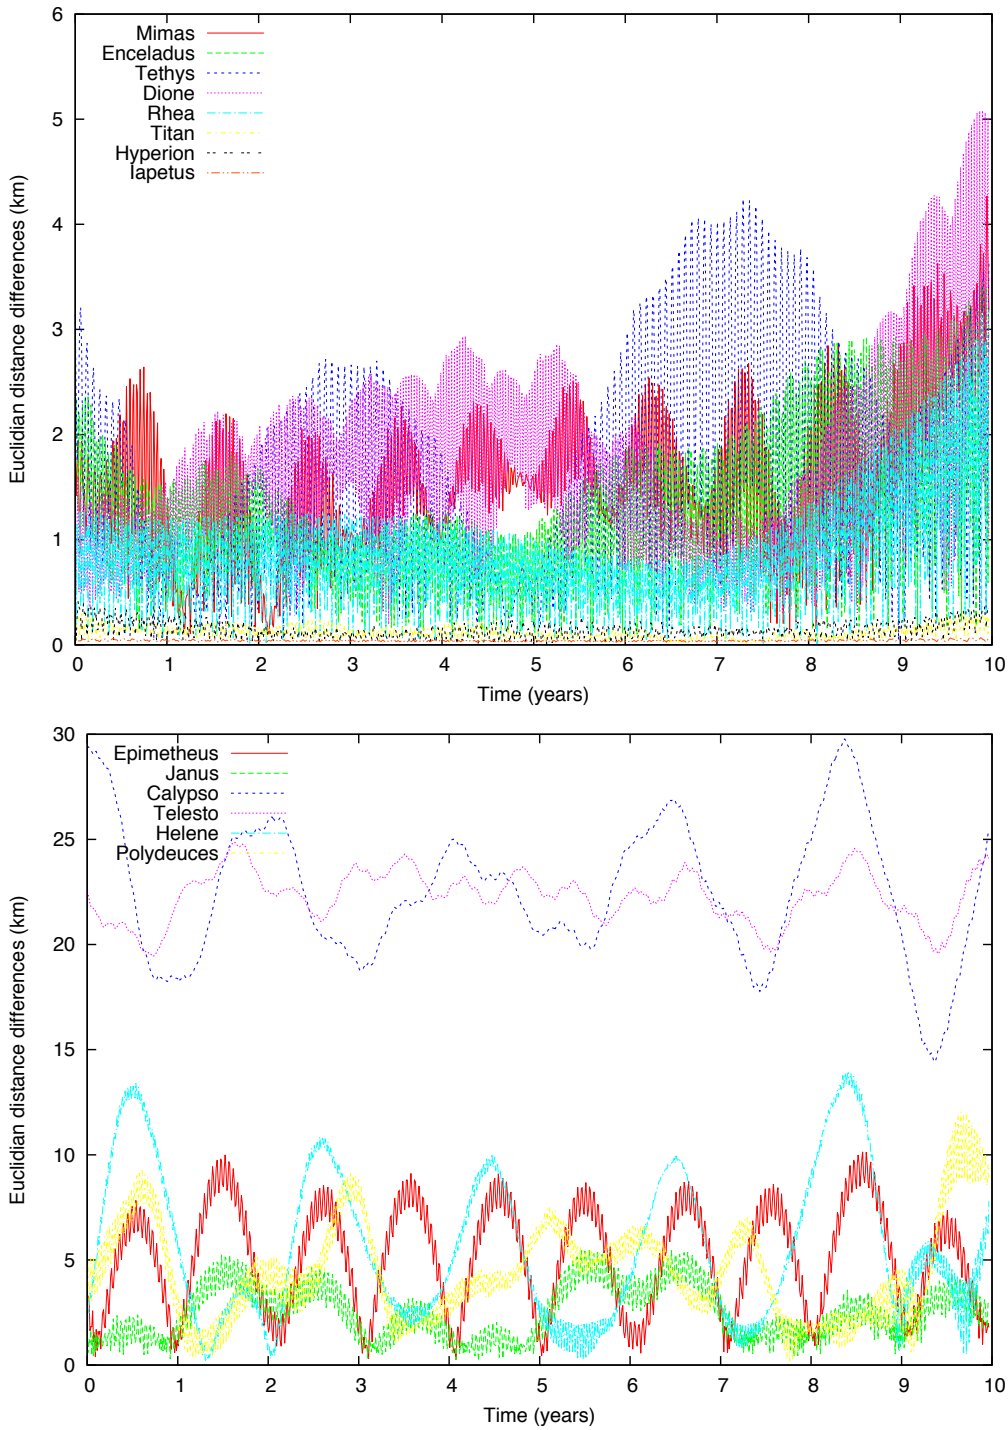 6
5
4
3
2
1
0
Euclidian distance differences (km)
Mimas
Enceladus
Tethys
Dione
Rhea
Titan
Hyperion
Iapetus
0 1 2 3 4 5 6 7 8 9 10
Time (years)
30
25
20
15
10
5
0
Euclidian distance differences (km)
Epimetheus
Janus
Calypso
Telesto
Helene
Polydeuces
0 1 2 3 4 5 6 7 8 9 10
Time (years)